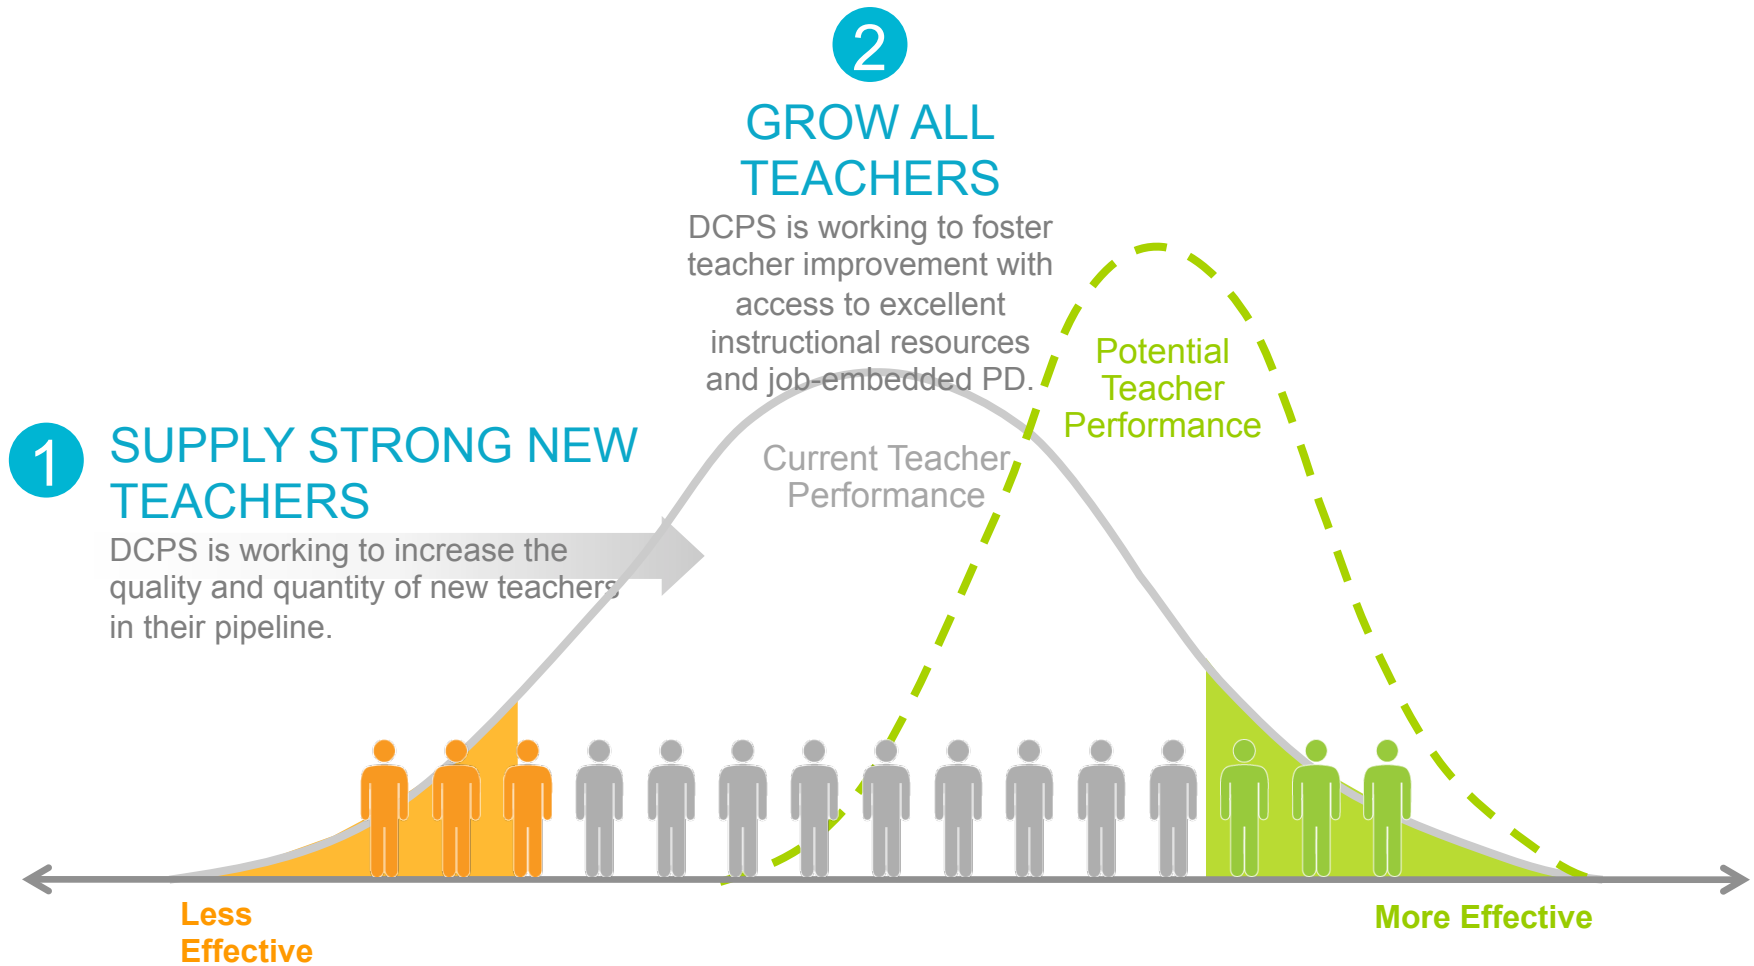 2
GROW ALL
TEACHERS
DCPS is working to foster
teacher improvement with
access to excellent
instructional resources
and job-embedded PD.
Potential
Teacher
Performance
1
SUPPLY STRONG NEW
TEACHERS
DCPS is working to increase the
quality and quantity of new teachers
in their pipeline.
Current Teacher
Performance
Less
Effective
More Effective